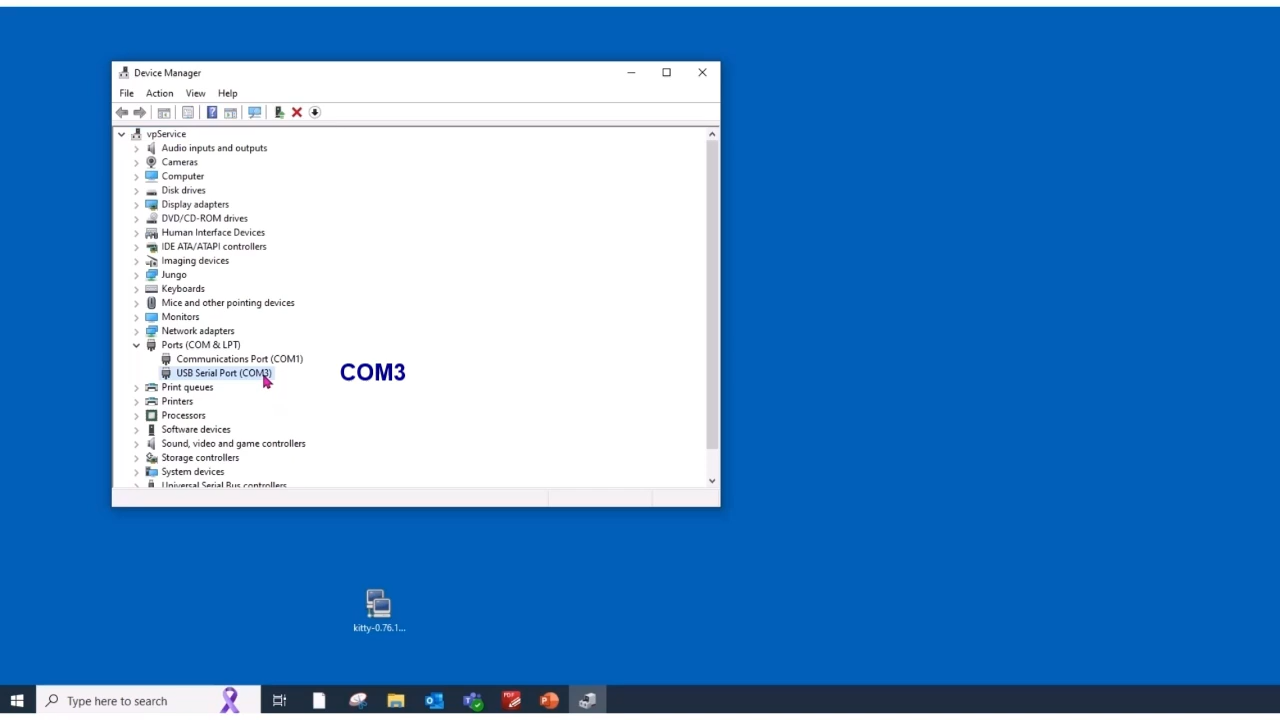 Device Manager
File Action View Help
vpService
Audio inputs and outputs
Cameras
Computer
Disk drives
Display adapters
DVD/CD-ROM drives
Human Interface Devices
IDE ATA/ATAPI controllers
Imaging devices
Jungo
Keyboards
Mice and other pointing devices
Monitors
Network adapters
Ports (COM & LPT)
Communications Port (COM1)
USB Serial Port (COM3)
COM3
Print queues
Printers
Processors
Software devices
Sound, video and game controllers
Storage controllers
System devices
Universal Serial Bus controllers
kitty-0.76.1...
Type here to search
PDF